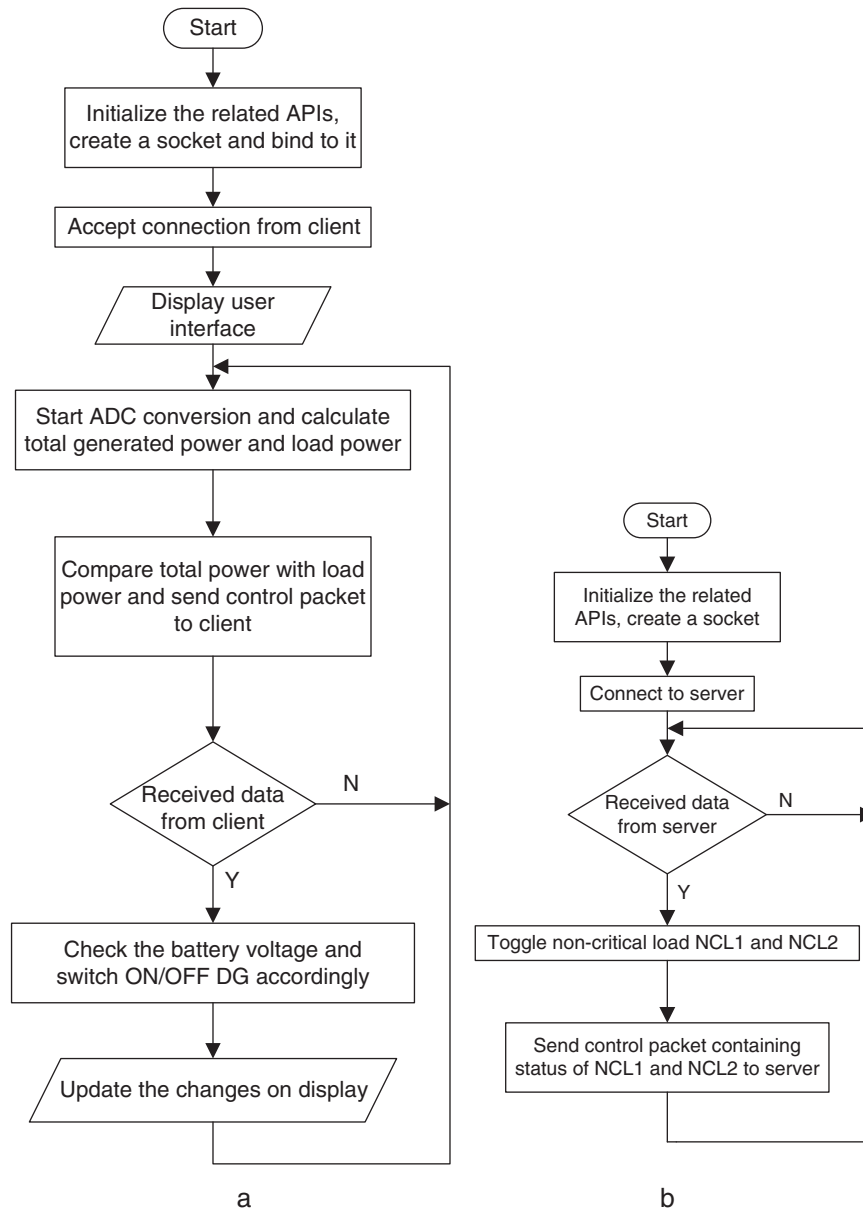 Start
Initialize the related APIs,
create a socket and bind to it
Accept connection from client
Display user
interface
Start ADC conversion and calculate
total generated power and load power
Compare total power with load
power and send control packet
to client
Received data
from client
N
Y
Check the battery voltage and
switch ON/OFF DG accordingly
Update the changes on display
a
Start
Initialize the related
APIs, create a socket
Connect to server
Received data
from server
N
Y
Toggle non-critical load NCL1 and NCL2
Send control packet containing
status of NCL1 and NCL2 to server
b